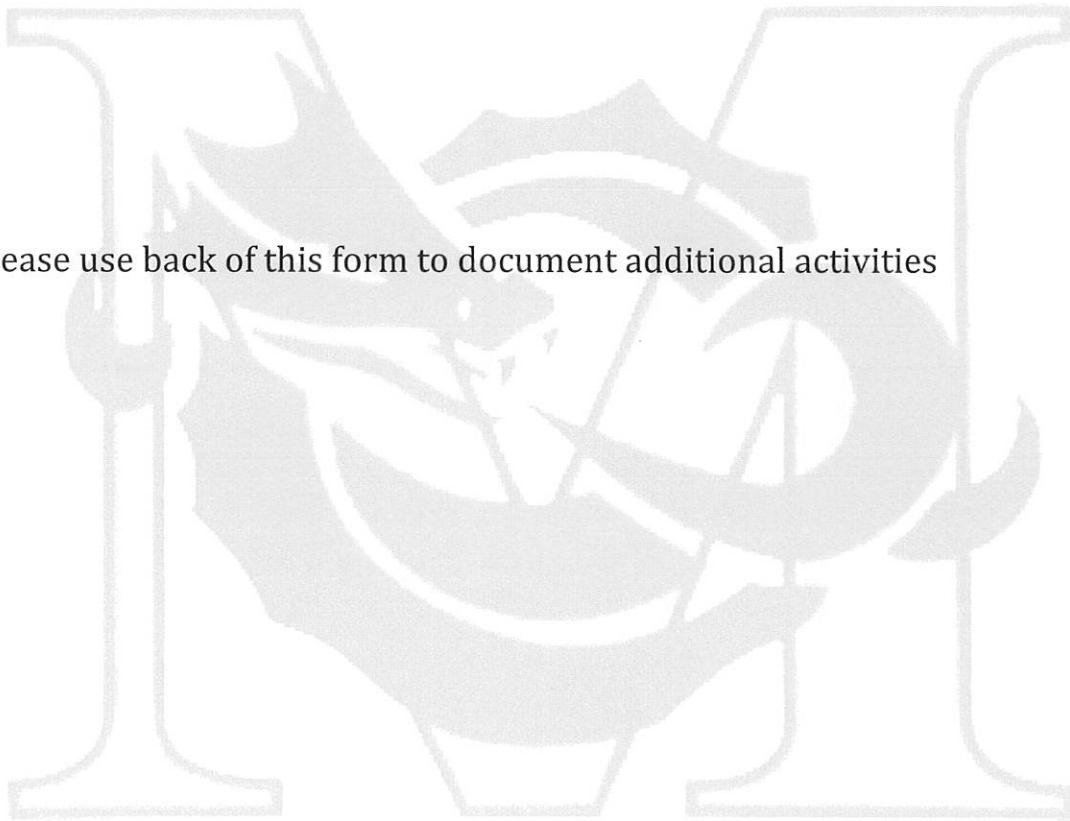 ease use back of this form to document additional activities